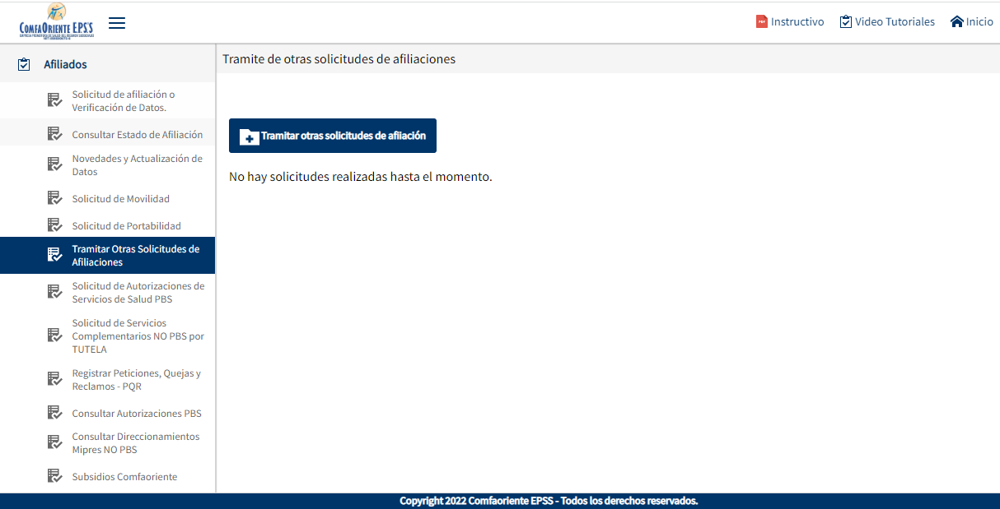 COMFAORIENTE EPS'S
Instructivo
Video Tutoriales
Inicio
Afiliados
Tramite de otras solicitudes de afiliaciones
Solicitud de afiliación o
Verificación de Datos.
Consultar Estado de Afiliación
Novedades y Actualización de
Datos
Solicitud de Movilidad
Solicitud de Portabilidad
Tramitar Otras Solicitudes de
Afiliaciones
Solicitud de Autorizaciones de
Servicios de Salud PBS
Solicitud de Servicios
Complementarios NO PBS por
TUTELA
Registrar Peticiones, Quejas y
Reclamos - PQR
Consultar Autorizaciones PBS
Consultar Direccionamientos
Mipres NO PBS
Subsidios Comfaoriente
Tramitar otras solicitudes de afiliación
No hay solicitudes realizadas hasta el momento.
Copyright 2022 Comfaoriente EPSS - Todos los derechos reservados.